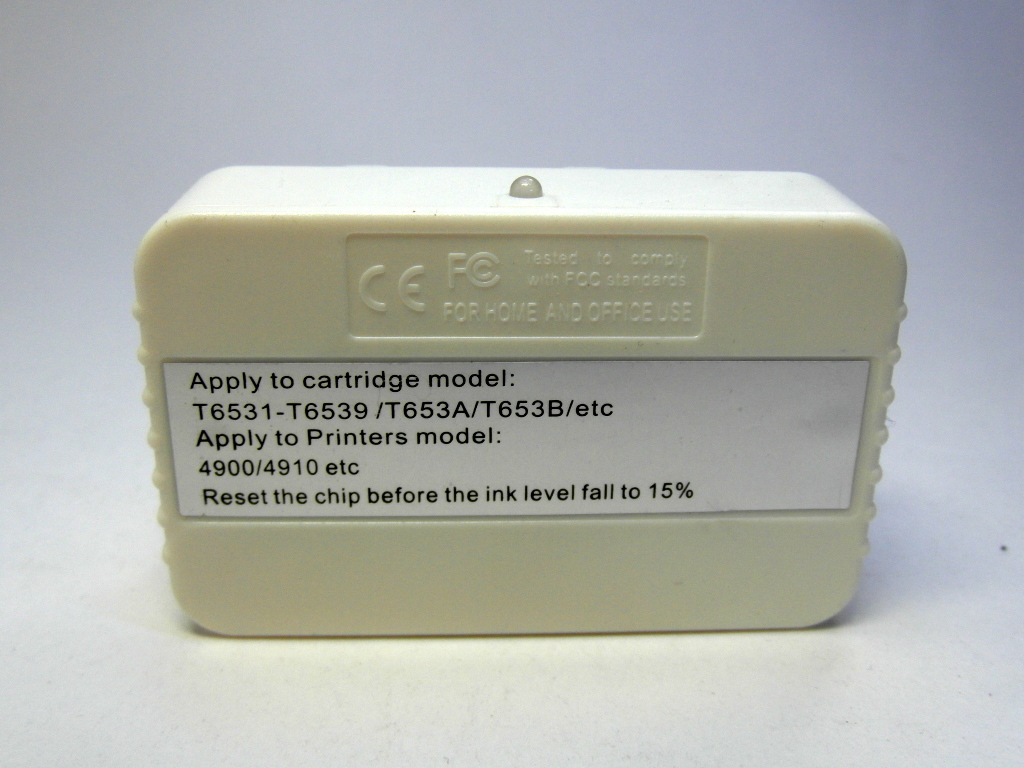 CE FC Tested to comply
with FCC standards
FOR HOME AND OFFICE USE
Apply to cartridge model:
T6531-T6539 /T653A/T653B/etc
Apply to Printers model:
4900/4910 etc
Reset the chip before the ink level fall to 15%